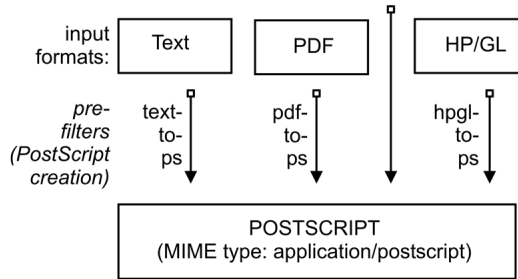 input
formats:
Text
PDF
HP/GL
pre-
filters
(PostScript
creation)
text-
to-
ps
pdf-
to-
ps
hpgl-
to-
ps
POSTSCRIPT
(MIME type: application/postscript)